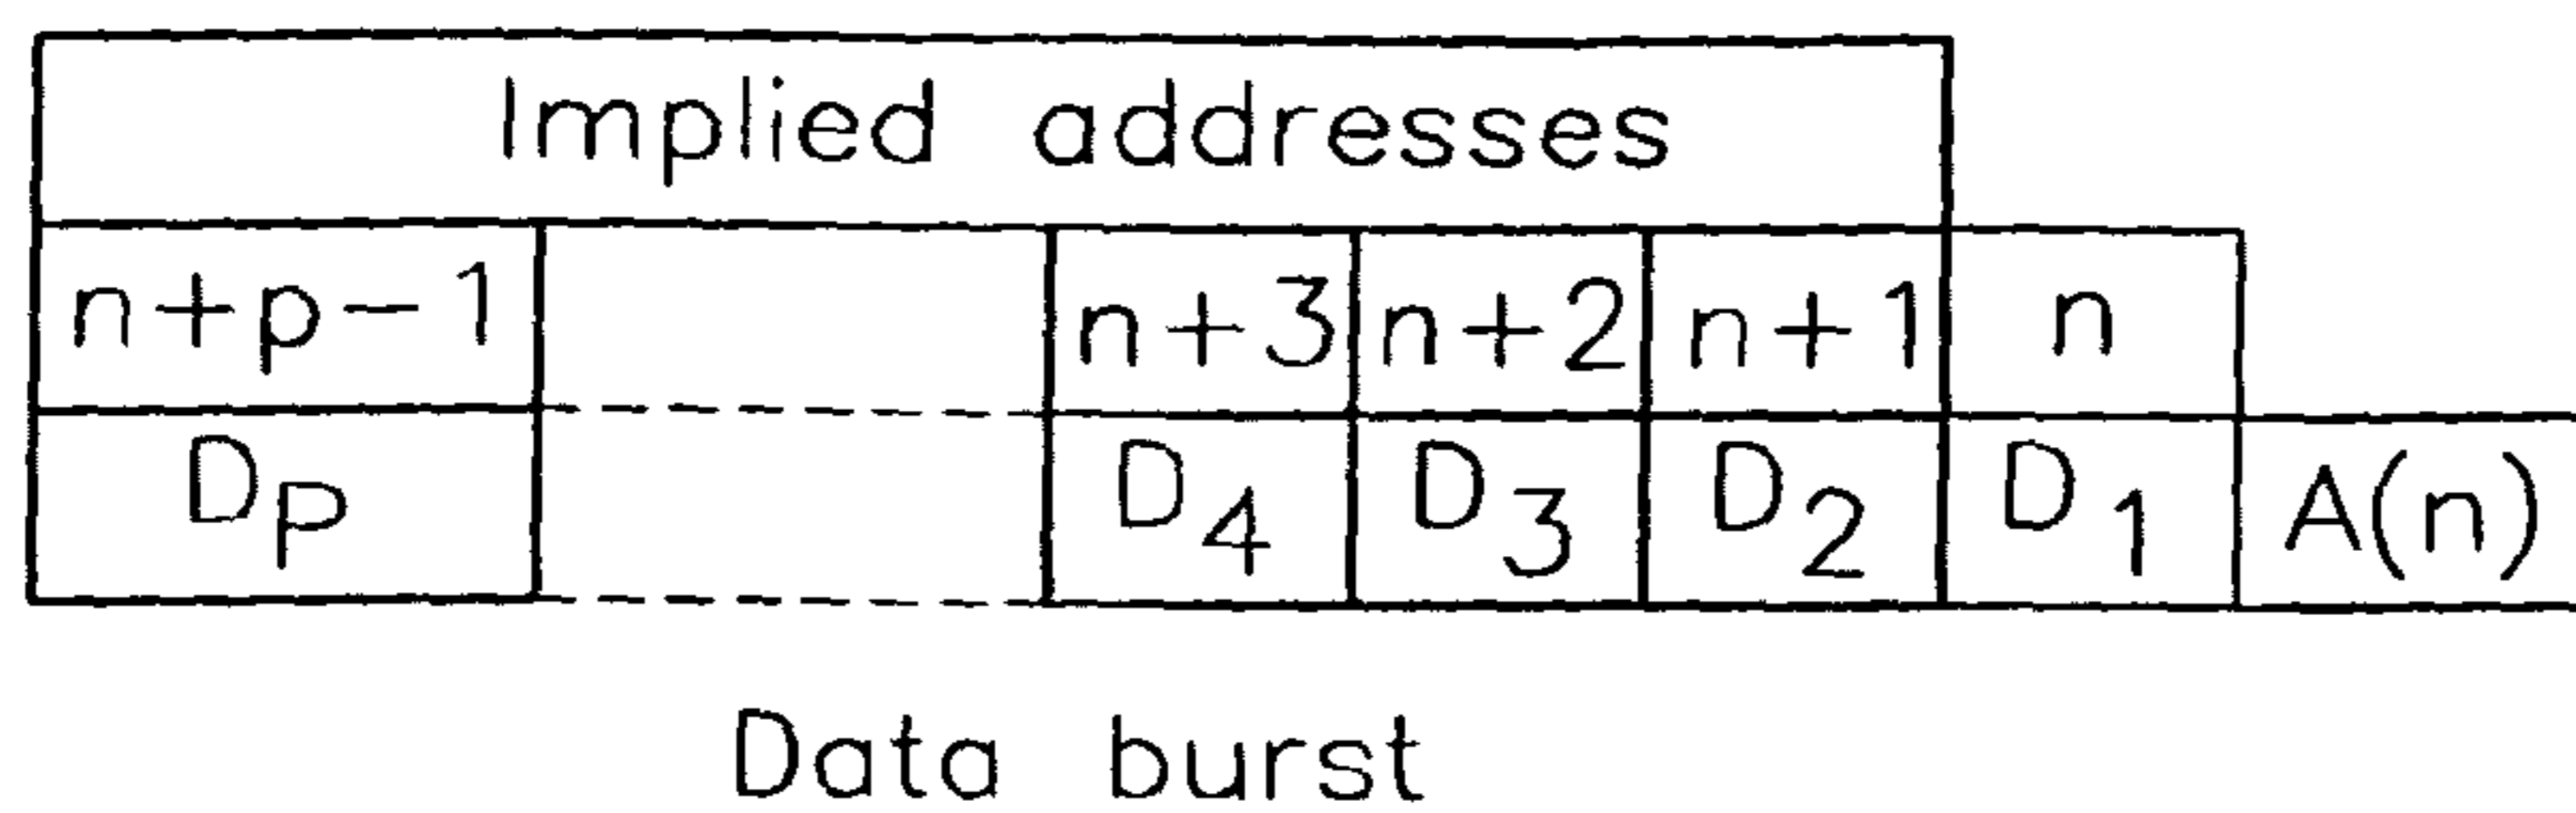 Implied addresses
n+p-1 n+3 n+2 n+1 n
Dp D4 D3 D2 D1 A(n)
Data burst